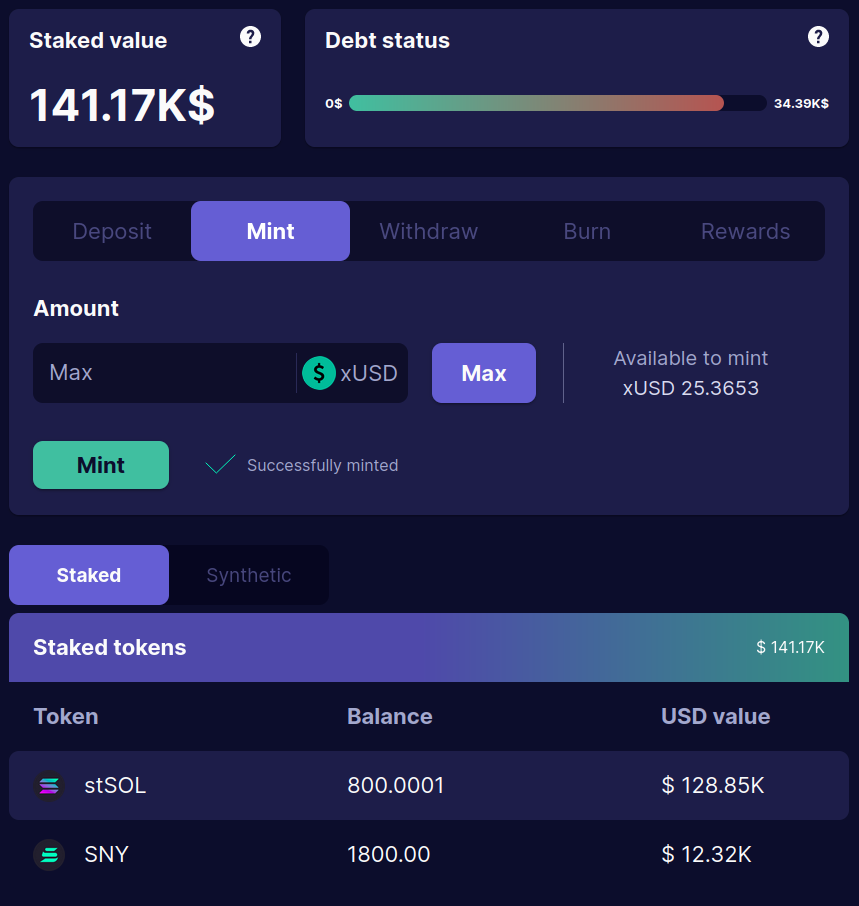 Staked value ?
141.17K$
Debt status ?
0$ 34.39K$
Deposit Mint Withdraw Burn Rewards
Amount
Max $ xUSD Max Available to mint
xUSD 25.3653
Mint Successfully minted
Staked Synthetic
Staked tokens $ 141.17K
Token Balance USD value
stSOL 800.0001 $ 128.85K
SNY 1800.00 $ 12.32K